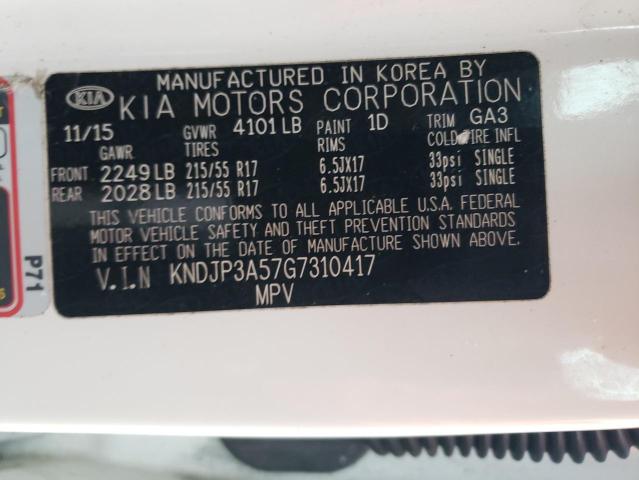 MANUFACTURED IN KOREA BY
KIA KIA MOTORS CORPORATION
11/15 GVWR 4101 LB PAINT 1D TRIM GA3
GAWR TIRES RIMS COLD TIRE INFL
FRONT 2249 LB 215/55 R17 6.5JX17 33psi SINGLE
REAR 2028 LB 215/55 R17 6.5JX17 33psi SINGLE
THIS VEHICLE CONFORMS TO ALL APPLICABLE U.S.A. FEDERAL
MOTOR VEHICLE SAFETY AND THEFT PREVENTION STANDARDS
IN EFFECT ON THE DATE OF MANUFACTURE SHOWN ABOVE.
V.I.N KNDJP3A57G7310417
MPV
P71